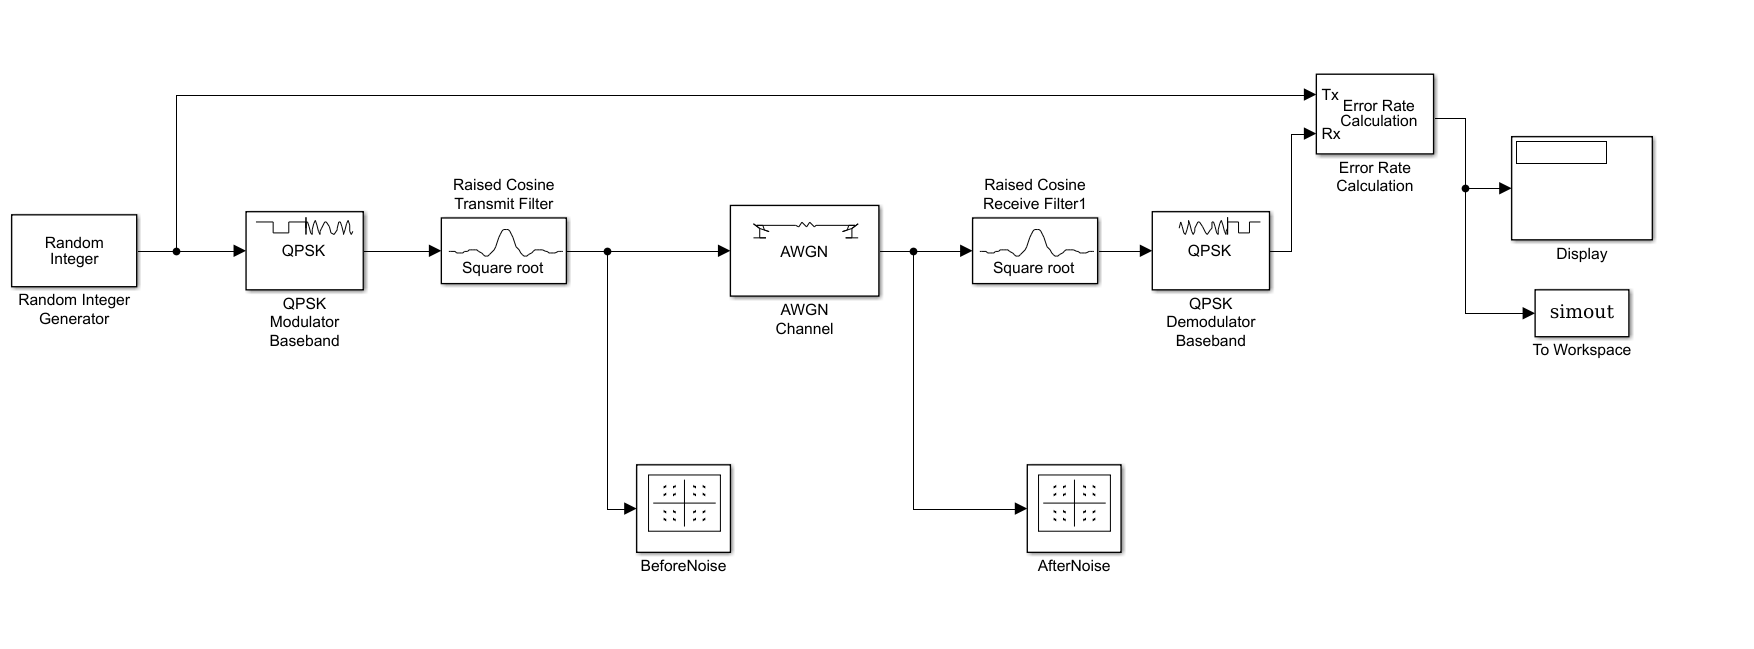 Random
Integer
Random Integer
Generator
QPSK
QPSK
Modulator
Baseband
Raised Cosine
Transmit Filter
Square root
AWGN
AWGN
Channel
Raised Cosine
Receive Filter1
Square root
QPSK
QPSK
Demodulator
Baseband
Tx
Error Rate
Calculation
Rx
Error Rate
Calculation
Display
simout
To Workspace
BeforeNoise
AfterNoise